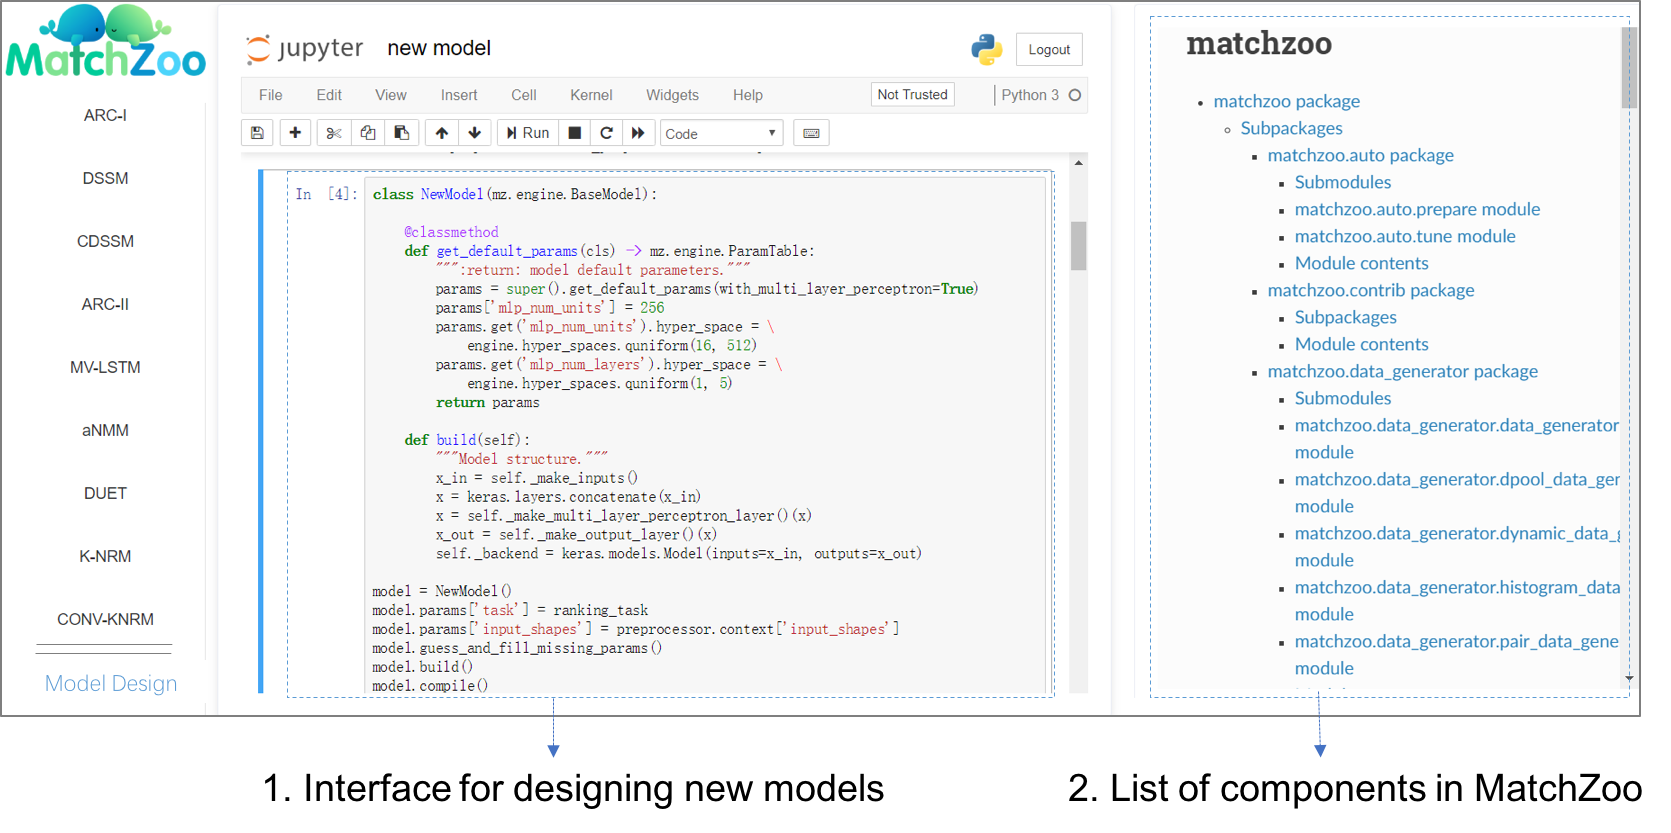 MatchZoo
ARC-I
DSSM
CDSSM
ARC-II
MV-LSTM
aNMM
DUET
K-NRM
CONV-KNRM
Model Design
jupyter new model
Logout
File Edit View Insert Cell Kernel Widgets Help Not Trusted Python 3
Run Code
In [4]:
class NewModel(mz.engine.BaseModel):
@classmethod
def get_default_params(cls) -> mz.engine.ParamTable:
""":return: model default parameters."""
params = super().get_default_params(with_multi_layer_perceptron=True)
params['mlp_num_units'] = 256
params.get('mlp_num_units').hyper_space = \
engine.hyper_spaces.quniform(16, 512)
params.get('mlp_num_layers').hyper_space = \
engine.hyper_spaces.quniform(1, 5)
return params
def build(self):
"""Model structure."""
x_in = self._make_inputs()
x = keras.layers.concatenate(x_in)
x = self._make_multi_layer_perceptron_layer()(x)
x_out = self._make_output_layer()(x)
self._backend = keras.models.Model(inputs=x_in, outputs=x_out)
model = NewModel()
model.params['task'] = ranking_task
model.params['input_shapes'] = preprocessor.context['input_shapes']
model.guess_and_fill_missing_params()
model.build()
model.compile()
matchzoo
matchzoo package
Subpackages
matchzoo.auto package
Submodules
matchzoo.auto.prepare module
matchzoo.auto.tune module
Module contents
matchzoo.contrib package
Subpackages
Module contents
matchzoo.data_generator package
Submodules
matchzoo.data_generator.data_generator
module
matchzoo.data_generator.dpool_data_ger
module
matchzoo.data_generator.dynamic_data_g
module
matchzoo.data_generator.histogram_data
module
matchzoo.data_generator.pair_data_gene
module
1. Interface for designing new models
2. List of components in MatchZoo